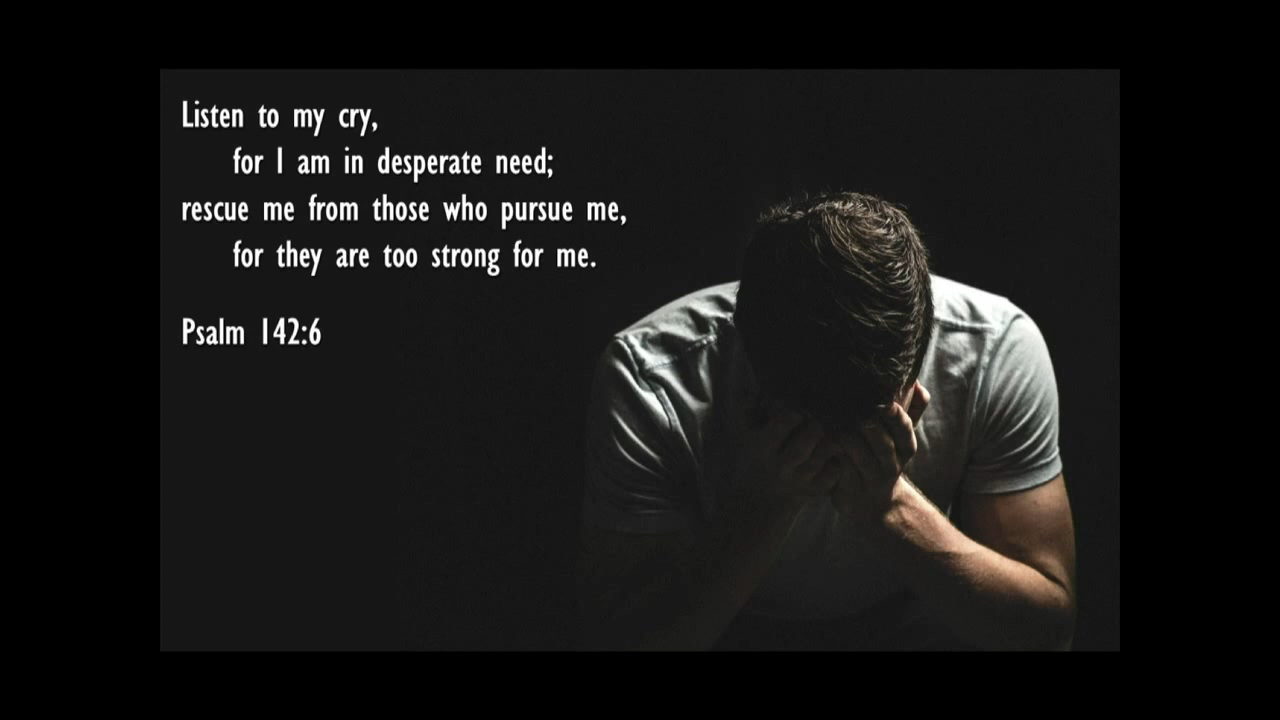 Listen to my cry,
for I am in desperate need;
rescue me from those who pursue me,
for they are too strong for me.
Psalm 142:6